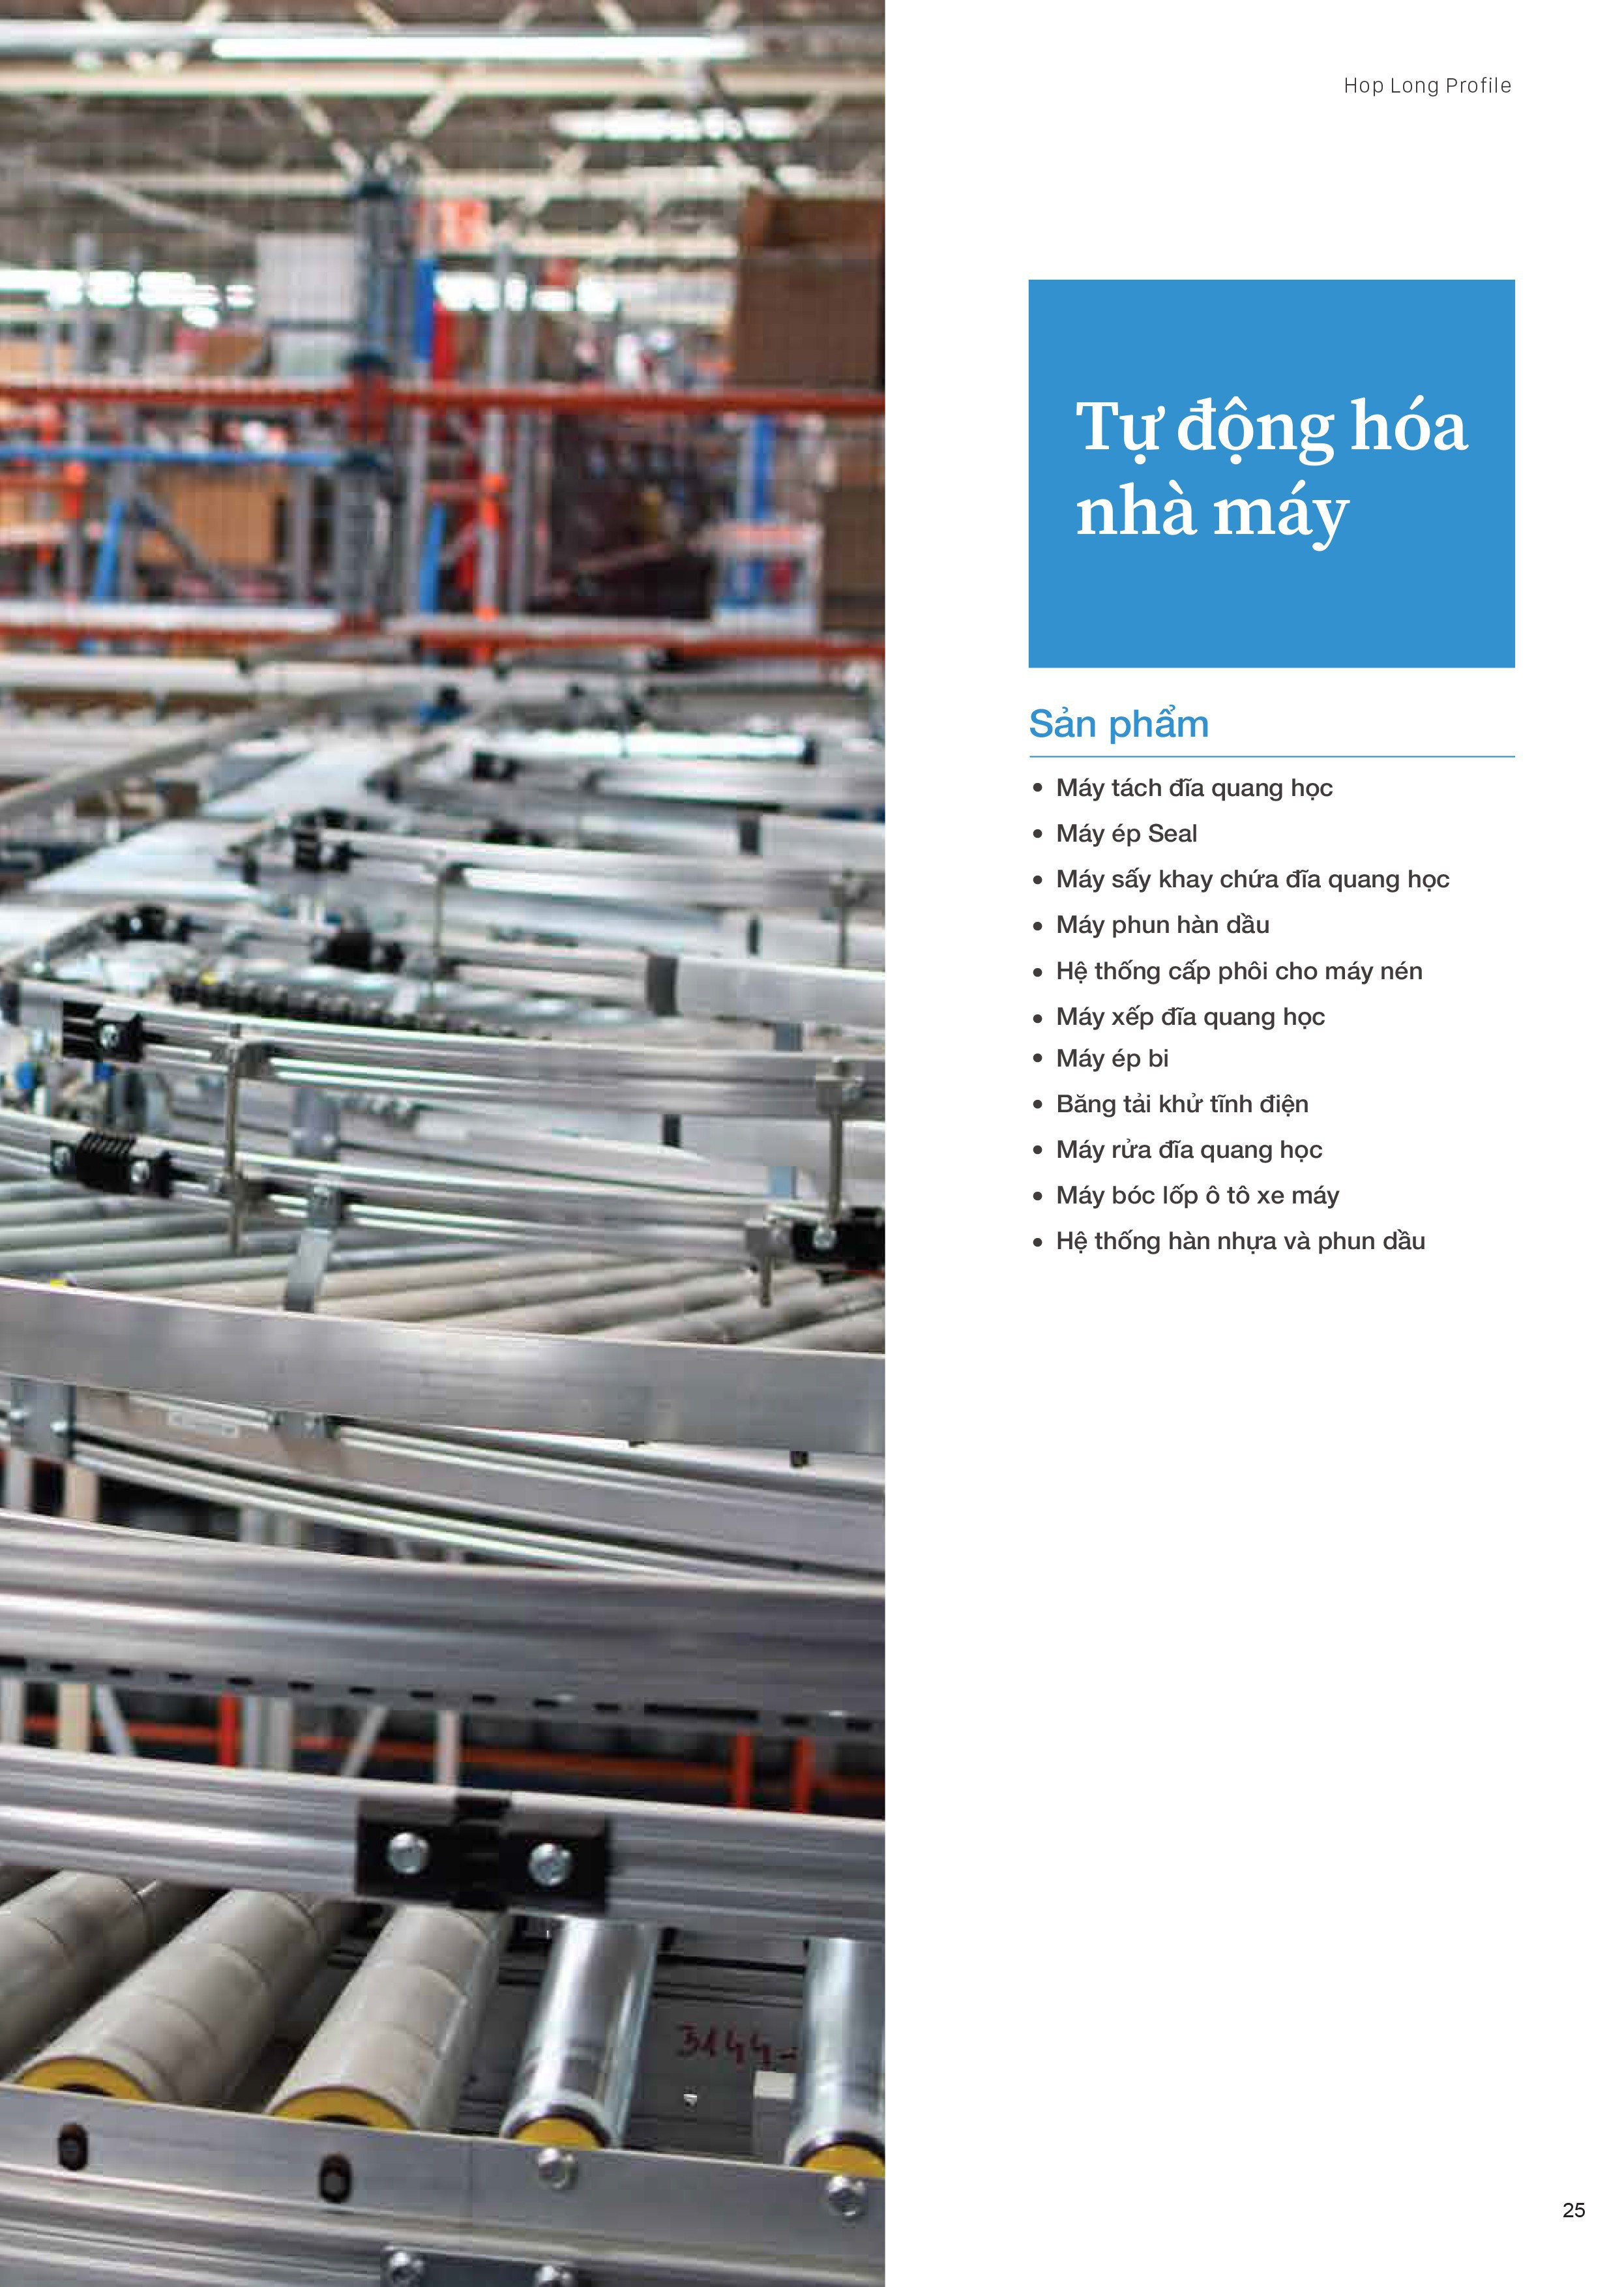 Hop Long Profile
Tự động hóa
nhà máy
Sản phẩm
• Máy tách đĩa quang học
• Máy ép Seal
• Máy sấy khay chứa đĩa quang học
• Máy phun hàn dầu
• Hệ thống cấp phôi cho máy nén
• Máy xếp đĩa quang học
• Máy ép bi
• Băng tải khử tĩnh điện
• Máy rửa đĩa quang học
• Máy bóc lốp ô tô xe máy
• Hệ thống hàn nhựa và phun dầu
3144-
25